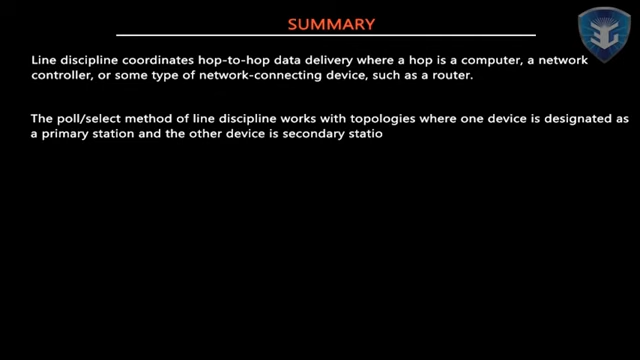 SUMMARY
Line discipline coordinates hop-to-hop data delivery where a hop is a computer, a network
controller, or some type of network-connecting device, such as a router.
The poll/select method of line discipline works with topologies where one device is designated as
a primary station and the other device is secondary statio